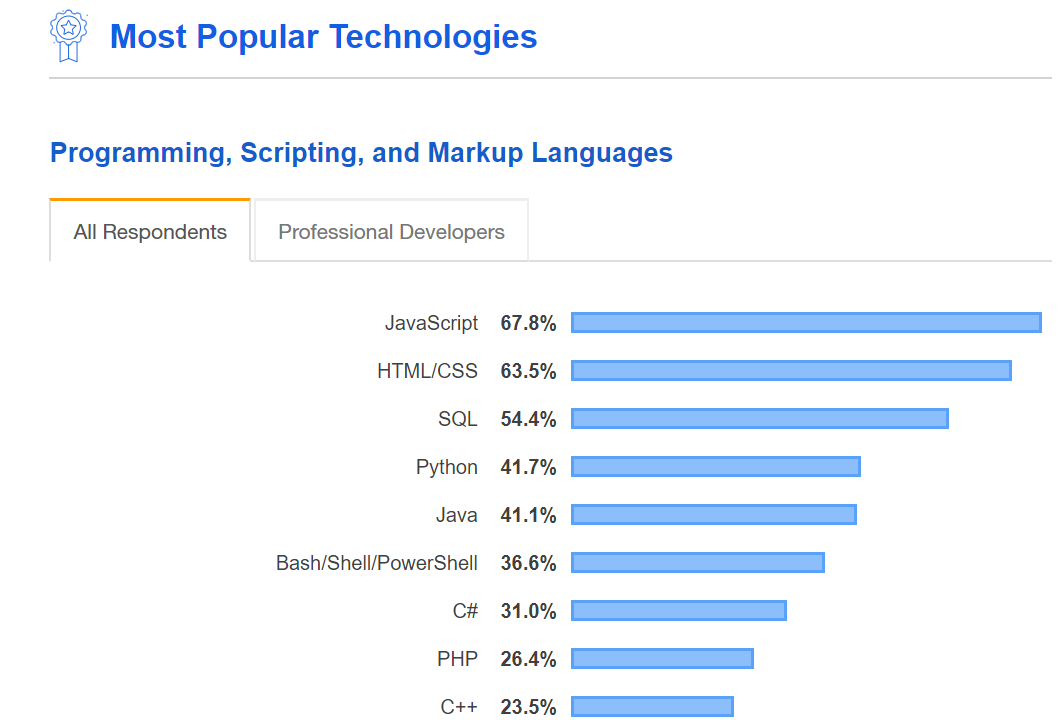 Most Popular Technologies
Programming, Scripting, and Markup Languages
All Respondents Professional Developers
JavaScript 67.8%
HTML/CSS 63.5%
SQL 54.4%
Python 41.7%
Java 41.1%
Bash/Shell/PowerShell 36.6%
C# 31.0%
PHP 26.4%
C++ 23.5%